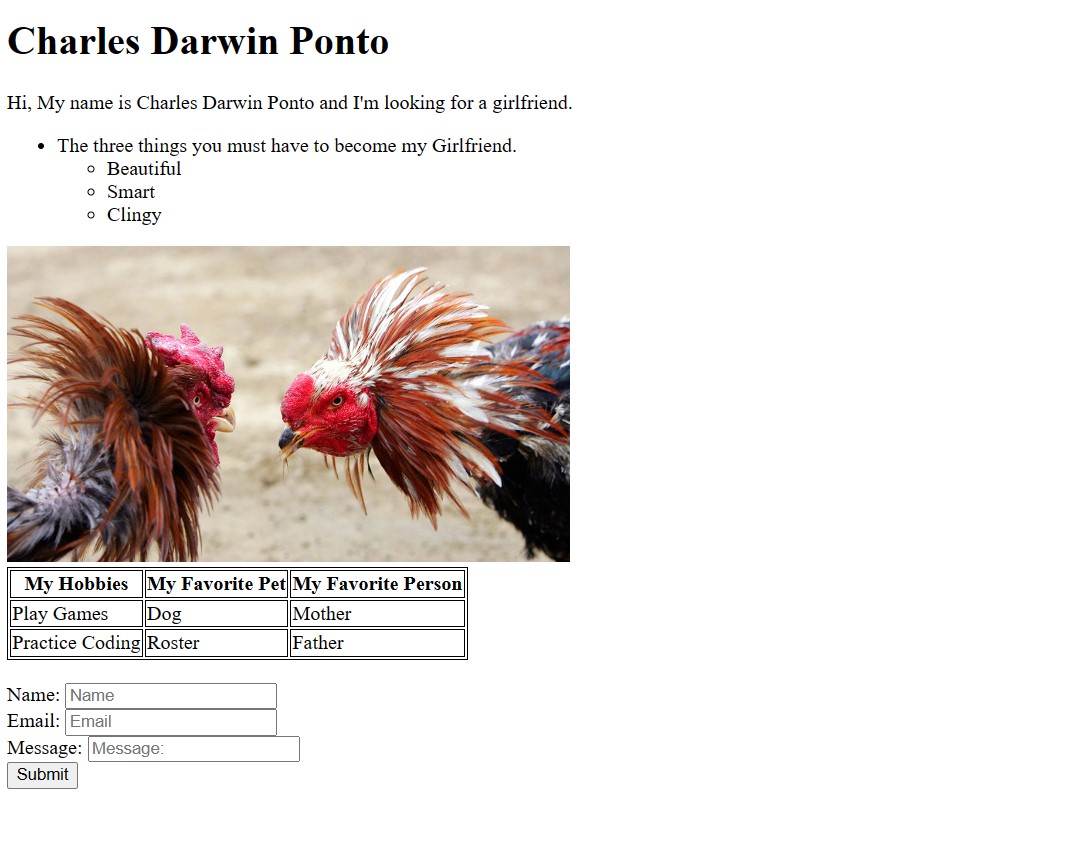 Charles Darwin Ponto
Hi, My name is Charles Darwin Ponto and I'm looking for a girlfriend.
The three things you must have to become my Girlfriend.
Beautiful
Smart
Clingy
My Hobbies My Favorite Pet My Favorite Person
Play Games Dog Mother
Practice Coding Roster Father
Name: Name
Email: Email
Message: Message:
Submit